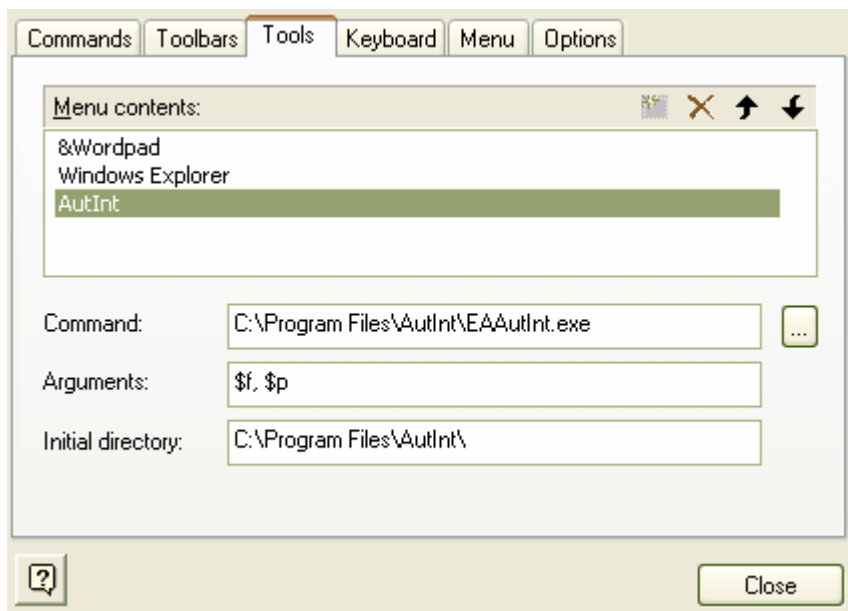 Commands Toolbars Tools Keyboard Menu Options
Menu contents:
&Wordpad
Windows Explorer
AutInt
Command: C:\Program Files\AutInt\EAAutInt.exe ...
Arguments: $f, $p
Initial directory: C:\Program Files\AutInt\
Close